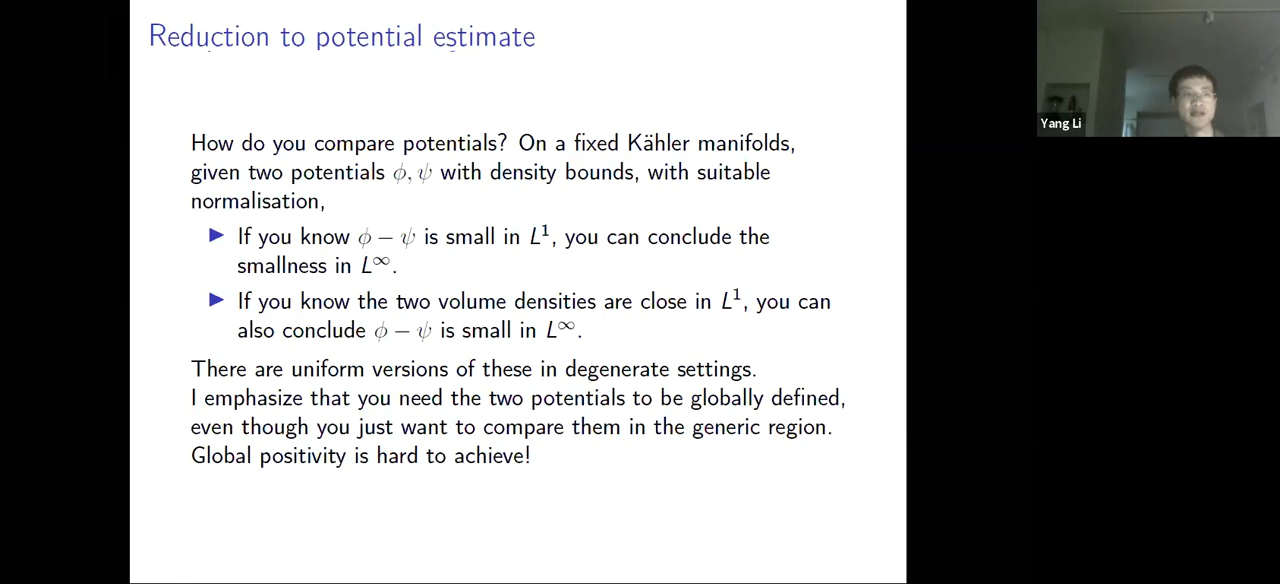 Reduction to potential estimate
How do you compare potentials? On a fixed Kähler manifolds,
given two potentials ϕ, ψ with density bounds, with suitable
normalisation,
▶ If you know ϕ − ψ is small in L¹, you can conclude the
smallness in L∞.
▶ If you know the two volume densities are close in L¹, you can
also conclude ϕ − ψ is small in L∞.
There are uniform versions of these in degenerate settings.
I emphasize that you need the two potentials to be globally defined,
even though you just want to compare them in the generic region.
Global positivity is hard to achieve!
Yang Li